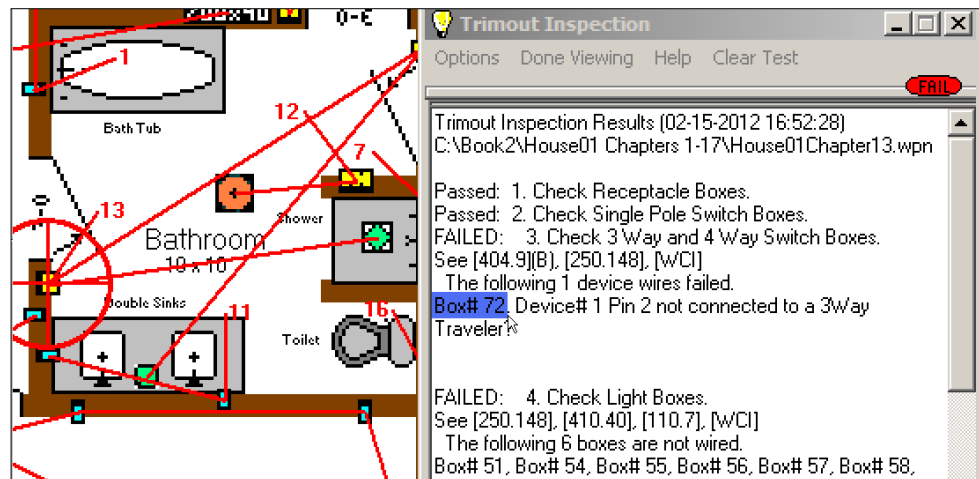 0-E
1
Bath Tub
12
7
13
Shower
Bathroom
10 x 10
Double Sinks
11
16
Toilet
Trimout Inspection
Options Done Viewing Help Clear Test
FAIL
Trimout Inspection Results (02-15-2012 16:52:28)
C:\Book2\House01 Chapters 1-17\House01Chapter13.wpn
Passed: 1. Check Receptacle Boxes.
Passed: 2. Check Single Pole Switch Boxes.
FAILED: 3. Check 3 Way and 4 Way Switch Boxes.
See [404.9](B), [250.148], [WCI]
The following 1 device wires failed.
Box# 72, Device# 1 Pin 2 not connected to a 3Way
Traveler?
FAILED: 4. Check Light Boxes.
See [250.148], [410.40], [110.7], [WCI]
The following 6 boxes are not wired.
Box# 51, Box# 54, Box# 55, Box# 56, Box# 57, Box# 58,